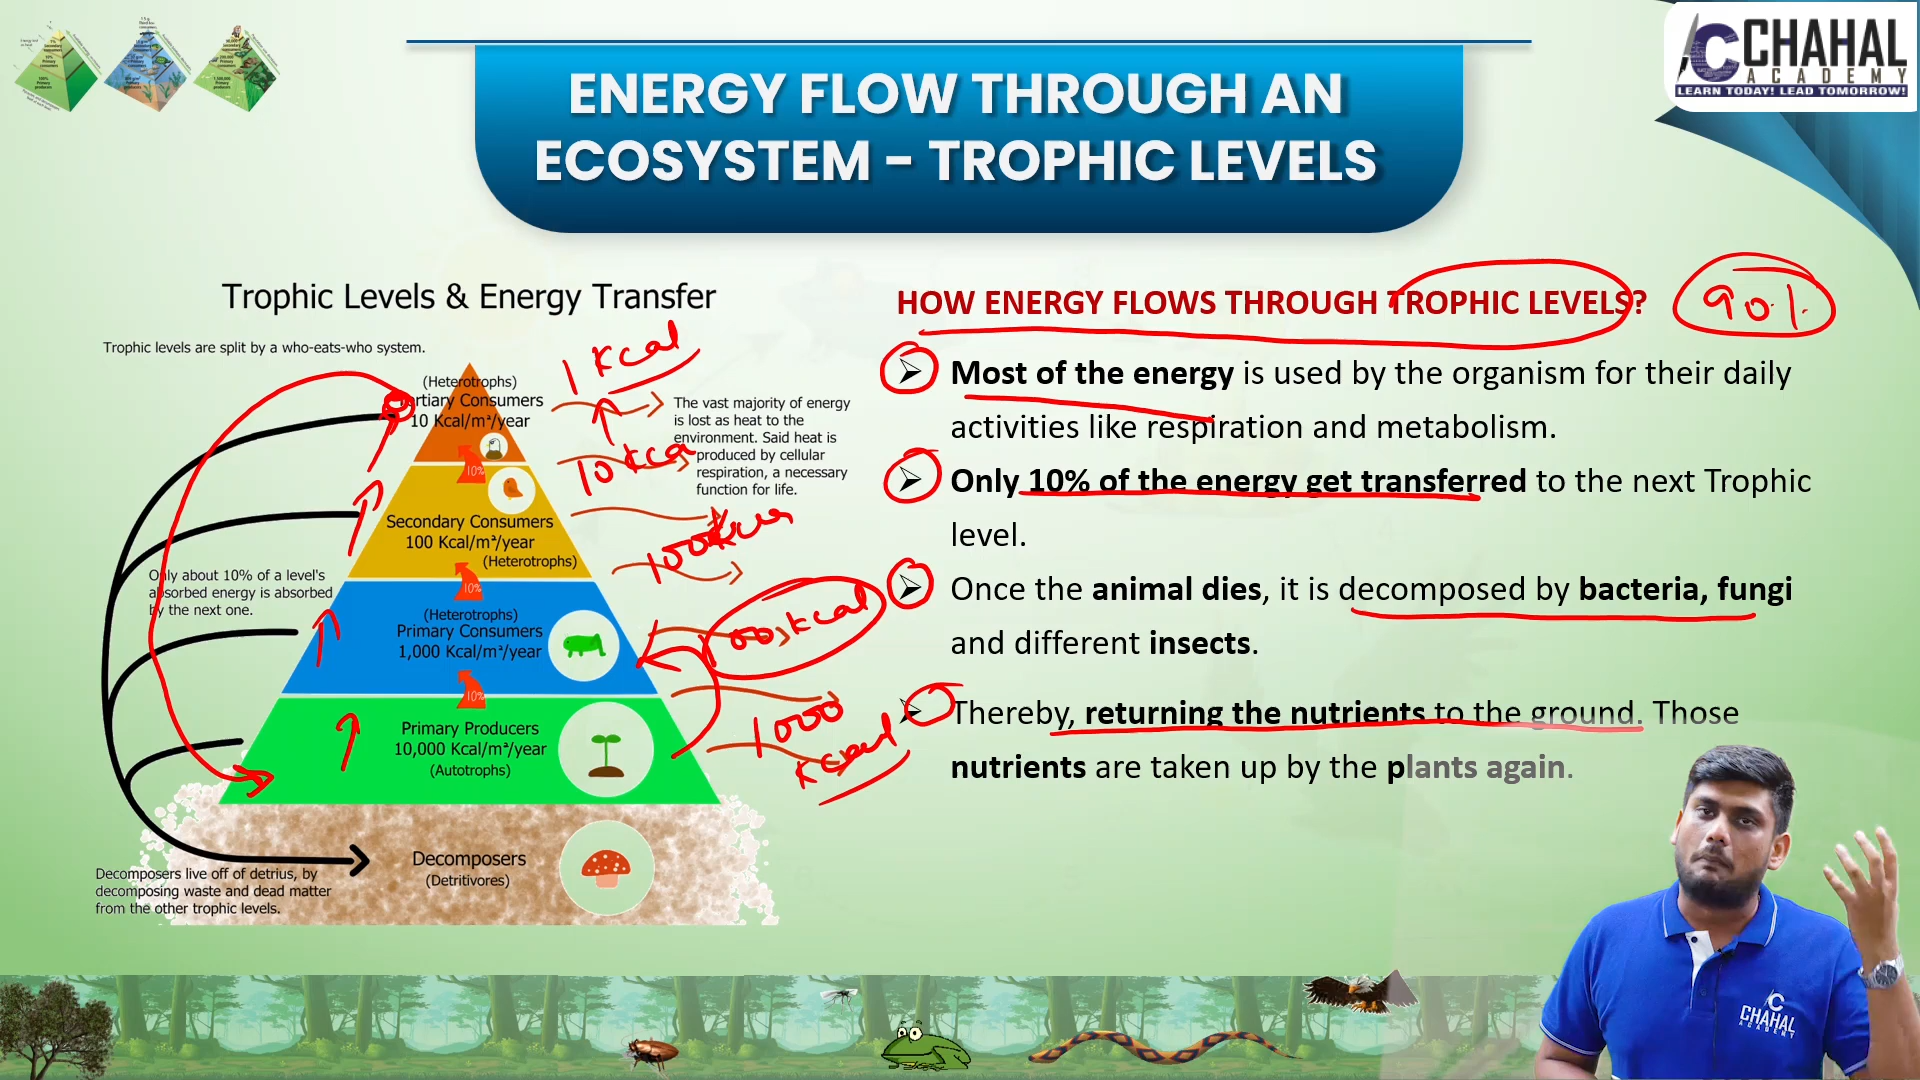 CHAHAL
ACADEMY
LEARN TODAY! LEAD TOMORROW!
ENERGY FLOW THROUGH AN
ECOSYSTEM - TROPHIC LEVELS
Trophic Levels & Energy Transfer
Trophic levels are split by a who-eats-who system.
(Heterotrophs)
Tertiary Consumers
10 Kcal/m²/year
10%
Secondary Consumers
100 Kcal/m²/year
(Heterotrophs)
10%
(Heterotrophs)
Primary Consumers
1,000 Kcal/m²/year
10%
Primary Producers
10,000 Kcal/m²/year
(Autotrophs)
Decomposers
(Detritivores)
Only about 10% of a level's
absorbed energy is absorbed
by the next one.
Decomposers live off of detrius, by
decomposing waste and dead matter
from the other trophic levels.
The vast majority of energy
is lost as heat to the
environment. Said heat is
produced by cellular
respiration, a necessary
function for life.
1 kcal
10 kca
1000
kcal
HOW ENERGY FLOWS THROUGH TROPHIC LEVELS?
90%
➢ Most of the energy is used by the organism for their daily
activities like respiration and metabolism.
➢ Only 10% of the energy get transferred to the next Trophic
level.
➢ Once the animal dies, it is decomposed by bacteria, fungi
and different insects.
➢ Thereby, returning the nutrients to the ground. Those
nutrients are taken up by the plants again.
CHAHAL
ACADEMY